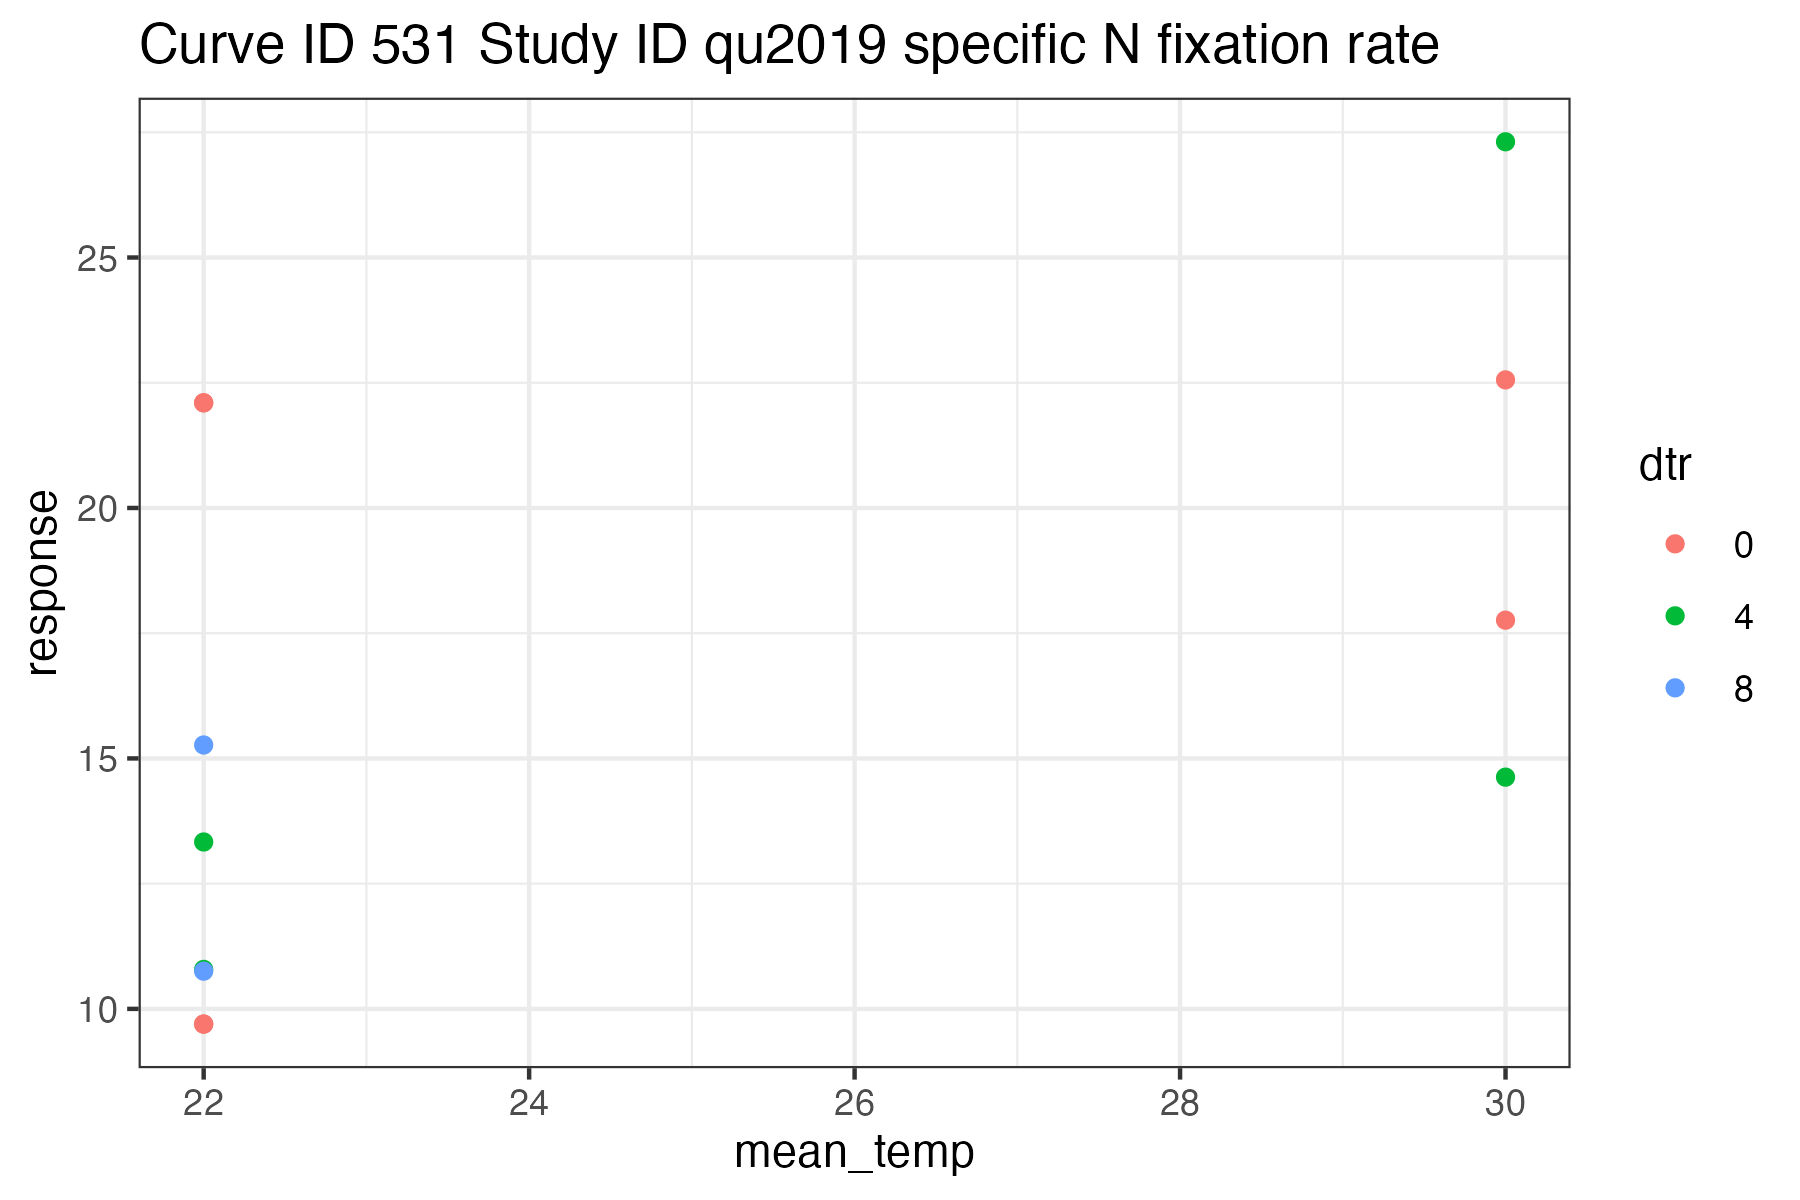 Curve ID 531 Study ID qu2019 specific N fixation rate
response
25
20
15
10
22 24 26 28 30
mean_temp
dtr
0
4
8